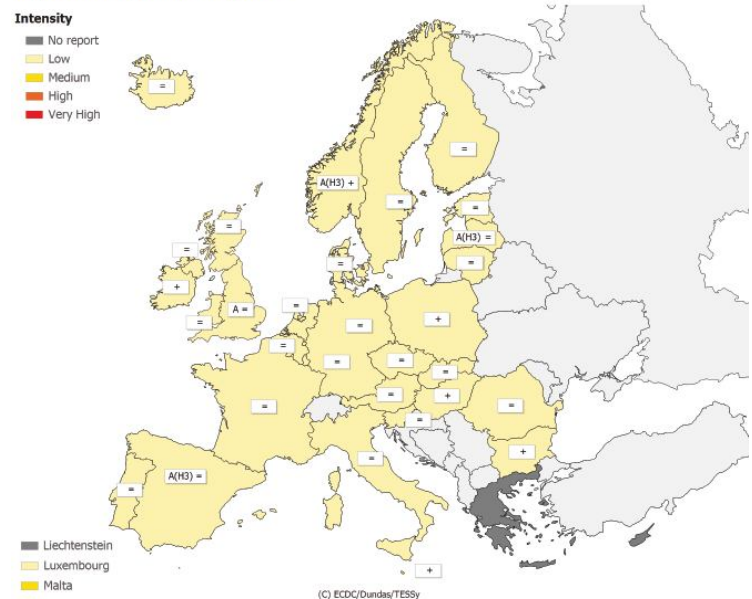 Intensity
No report
Low
Medium
High
Very High
=
=
A(H3) +
=
=
=
A(H3) =
=
=
=
+
A =
=
=
+
=
=
=
=
=
=
=
+
=
=
=
+
=
A(H3) =
=
+
Liechtenstein
Luxembourg
Malta
(C) ECDC/Dundas/TESSy